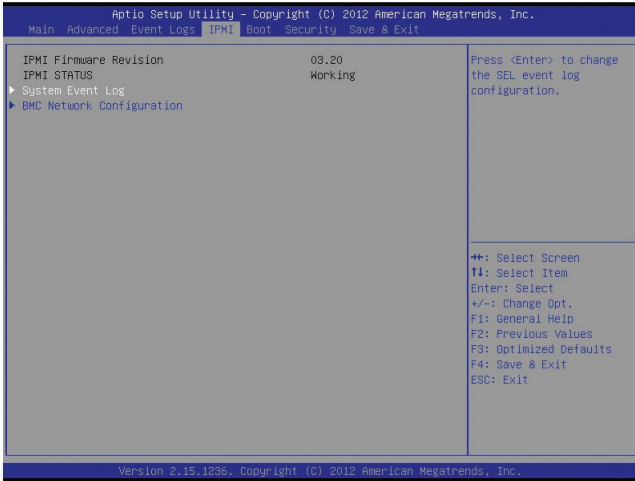 Aptio Setup Utility – Copyright (C) 2012 American Megatrends, Inc.
Main Advanced Event Logs IPMI Boot Security Save & Exit
IPMI Firmware Revision 03.20
IPMI STATUS Working
▶ System Event Log
▶ BMC Network Configuration
Press <Enter> to change
the SEL event log
configuration.
→←: Select Screen
↑↓: Select Item
Enter: Select
+/-: Change Opt.
F1: General Help
F2: Previous Values
F3: Optimized Defaults
F4: Save & Exit
ESC: Exit
Version 2.15.1236. Copyright (C) 2012 American Megatrends, Inc.